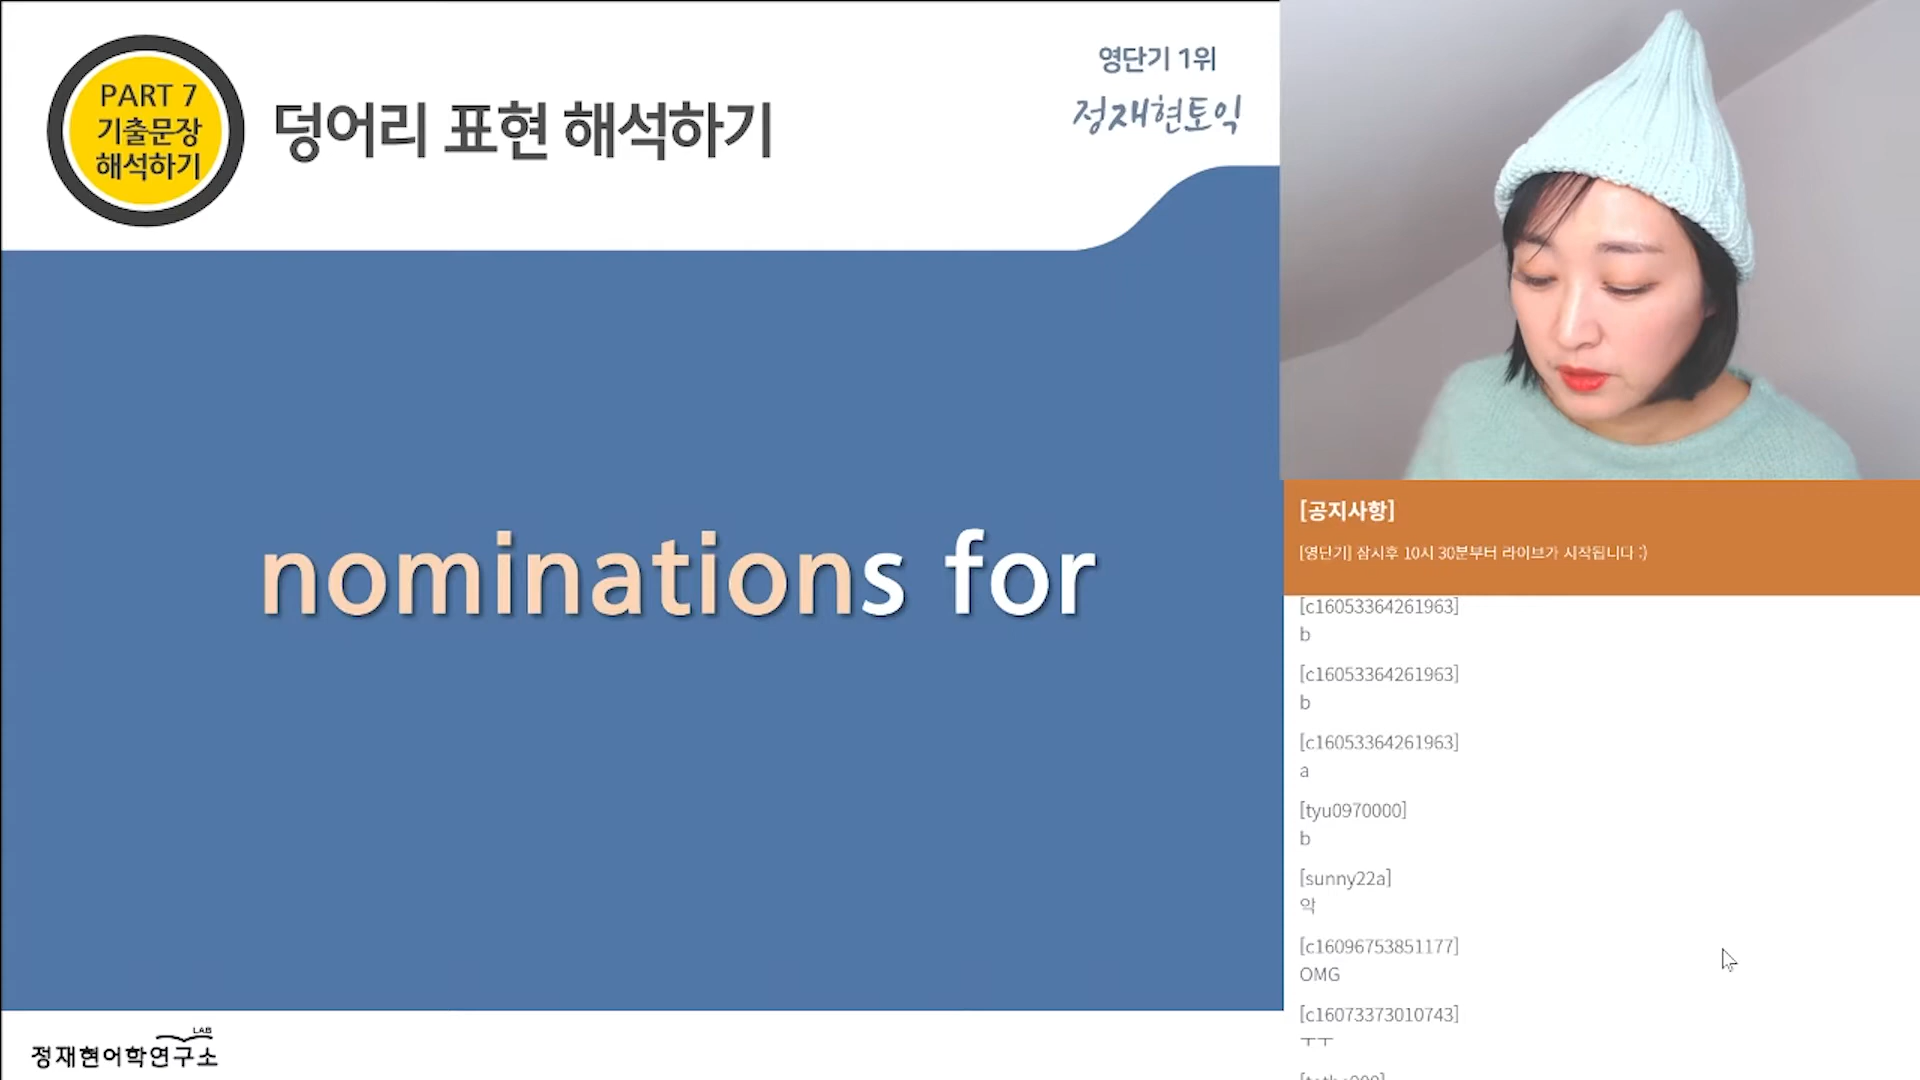 PART 7
기출문장
해석하기
덩어리 표현 해석하기
영단기 1위
정재현토익
nominations for
LAB
정재현어학연구소
[공지사항]
[영단기] 잠시후 10시 30분부터 라이브가 시작됩니다 :)
[c16053364261963]
b
[c16053364261963]
b
[c16053364261963]
a
[tyu0970000]
b
[sunny22a]
악
[c16096753851177]
OMG
[c16073373010743]
ㅜㅜ